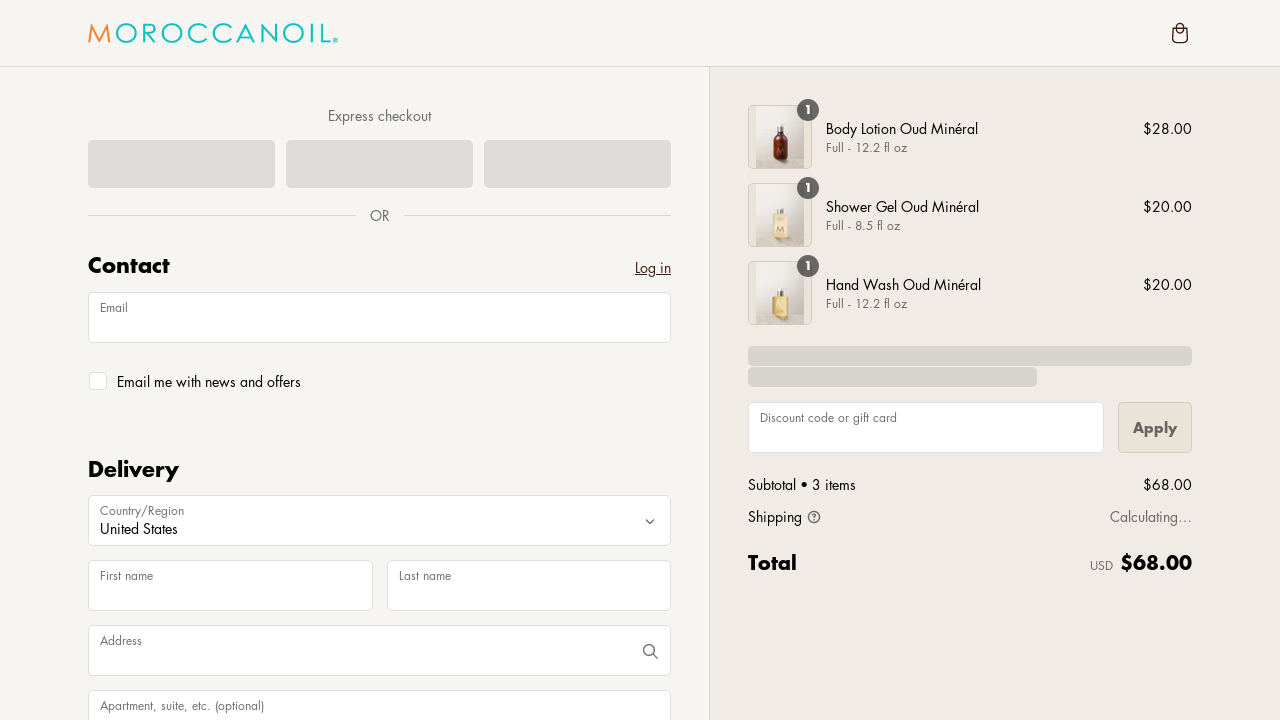 MOROCCANOIL®
Express checkout
OR
Contact
Log in
Email
Email me with news and offers
Delivery
Country/Region
United States
First name
Last name
Address
Apartment, suite, etc. (optional)
1
Body Lotion Oud Minéral
$28.00
Full - 12.2 fl oz
1
Shower Gel Oud Minéral
$20.00
Full - 8.5 fl oz
1
Hand Wash Oud Minéral
$20.00
Full - 12.2 fl oz
Discount code or gift card
Apply
Subtotal • 3 items
$68.00
Shipping
Calculating...
Total
USD $68.00